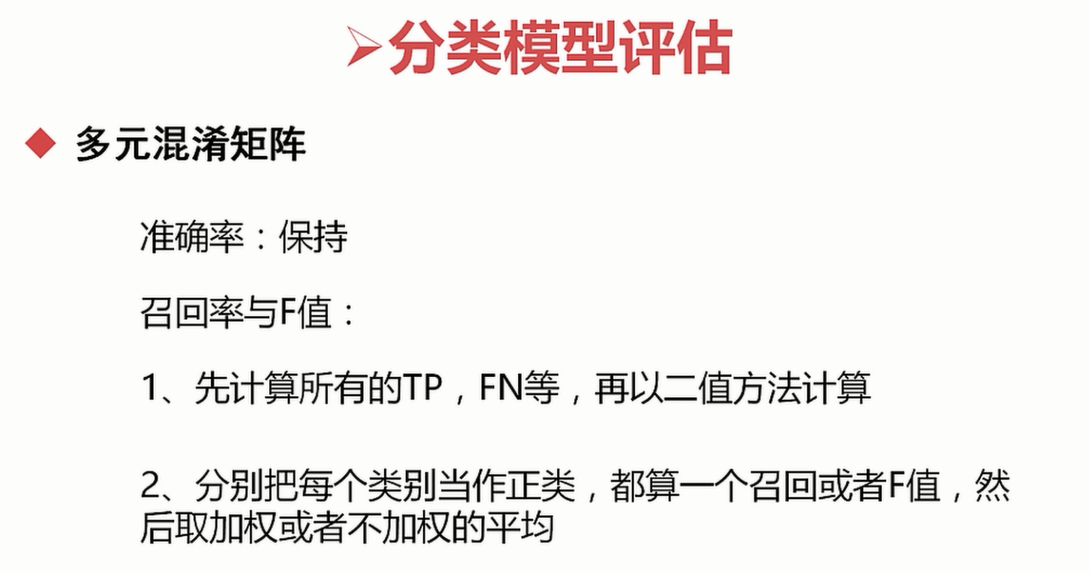 ➢分类模型评估
◆ 多元混淆矩阵
准确率：保持
召回率与F值：
1、先计算所有的TP，FN等，再以二值方法计算
2、分别把每个类别当作正类，都算一个召回或者F值，然
后取加权或者不加权的平均